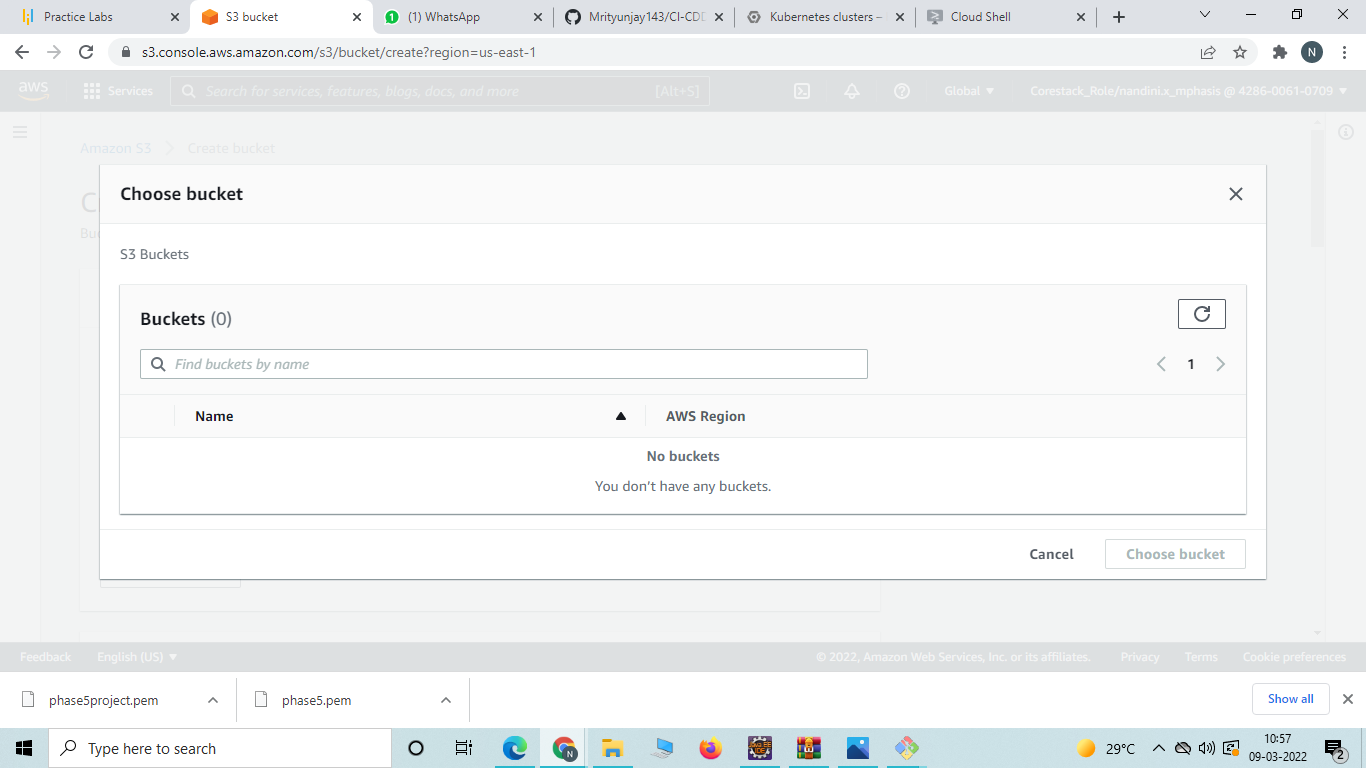 Practice Labs
S3 bucket
(1) WhatsApp
Mrityunjay143/CI-CDD
Kubernetes clusters –
Cloud Shell
s3.console.aws.amazon.com/s3/bucket/create?region=us-east-1
N
aws
Services
Search for services, features, blogs, docs, and more
[Alt+S]
Global
Corestack_Role/nandini.x_mphasis @ 4286-0061-0709
Amazon S3
Create bucket
Choose bucket
S3 Buckets
Buckets (0)
Find buckets by name
1
Name
AWS Region
No buckets
You don't have any buckets.
Cancel
Choose bucket
Feedback
English (US)
© 2022, Amazon Web Services, Inc. or its affiliates.
Privacy
Terms
Cookie preferences
phase5project.pem
phase5.pem
Show all
Type here to search
N
29°C
10:57
09-03-2022
2